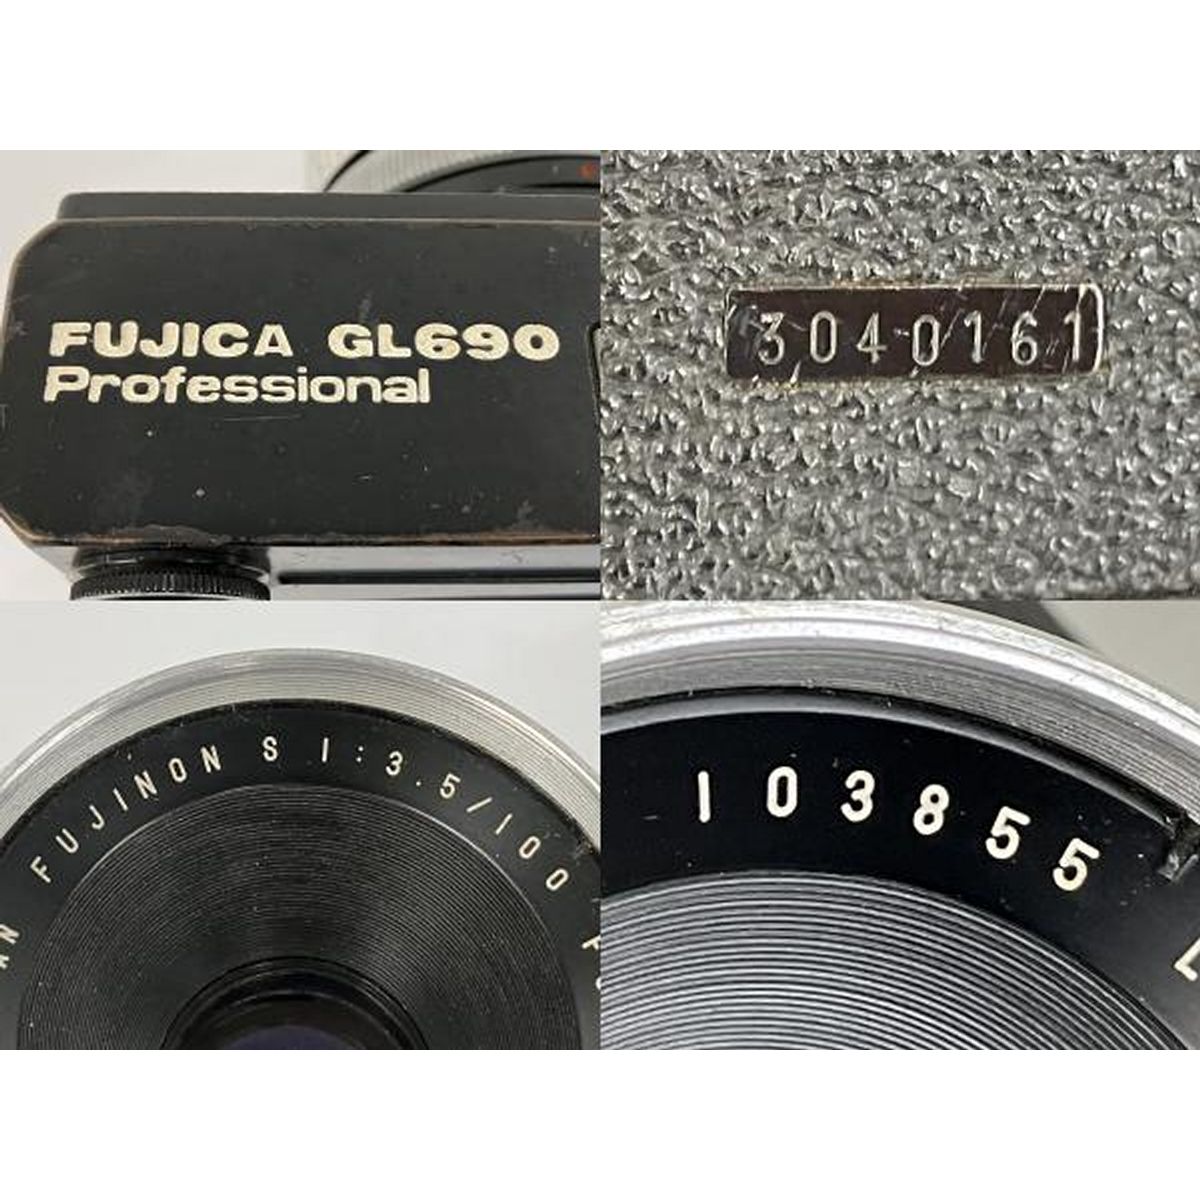 FUJICA GL690
Professional
3040161
FUJINON S 1:3.5/100
103855